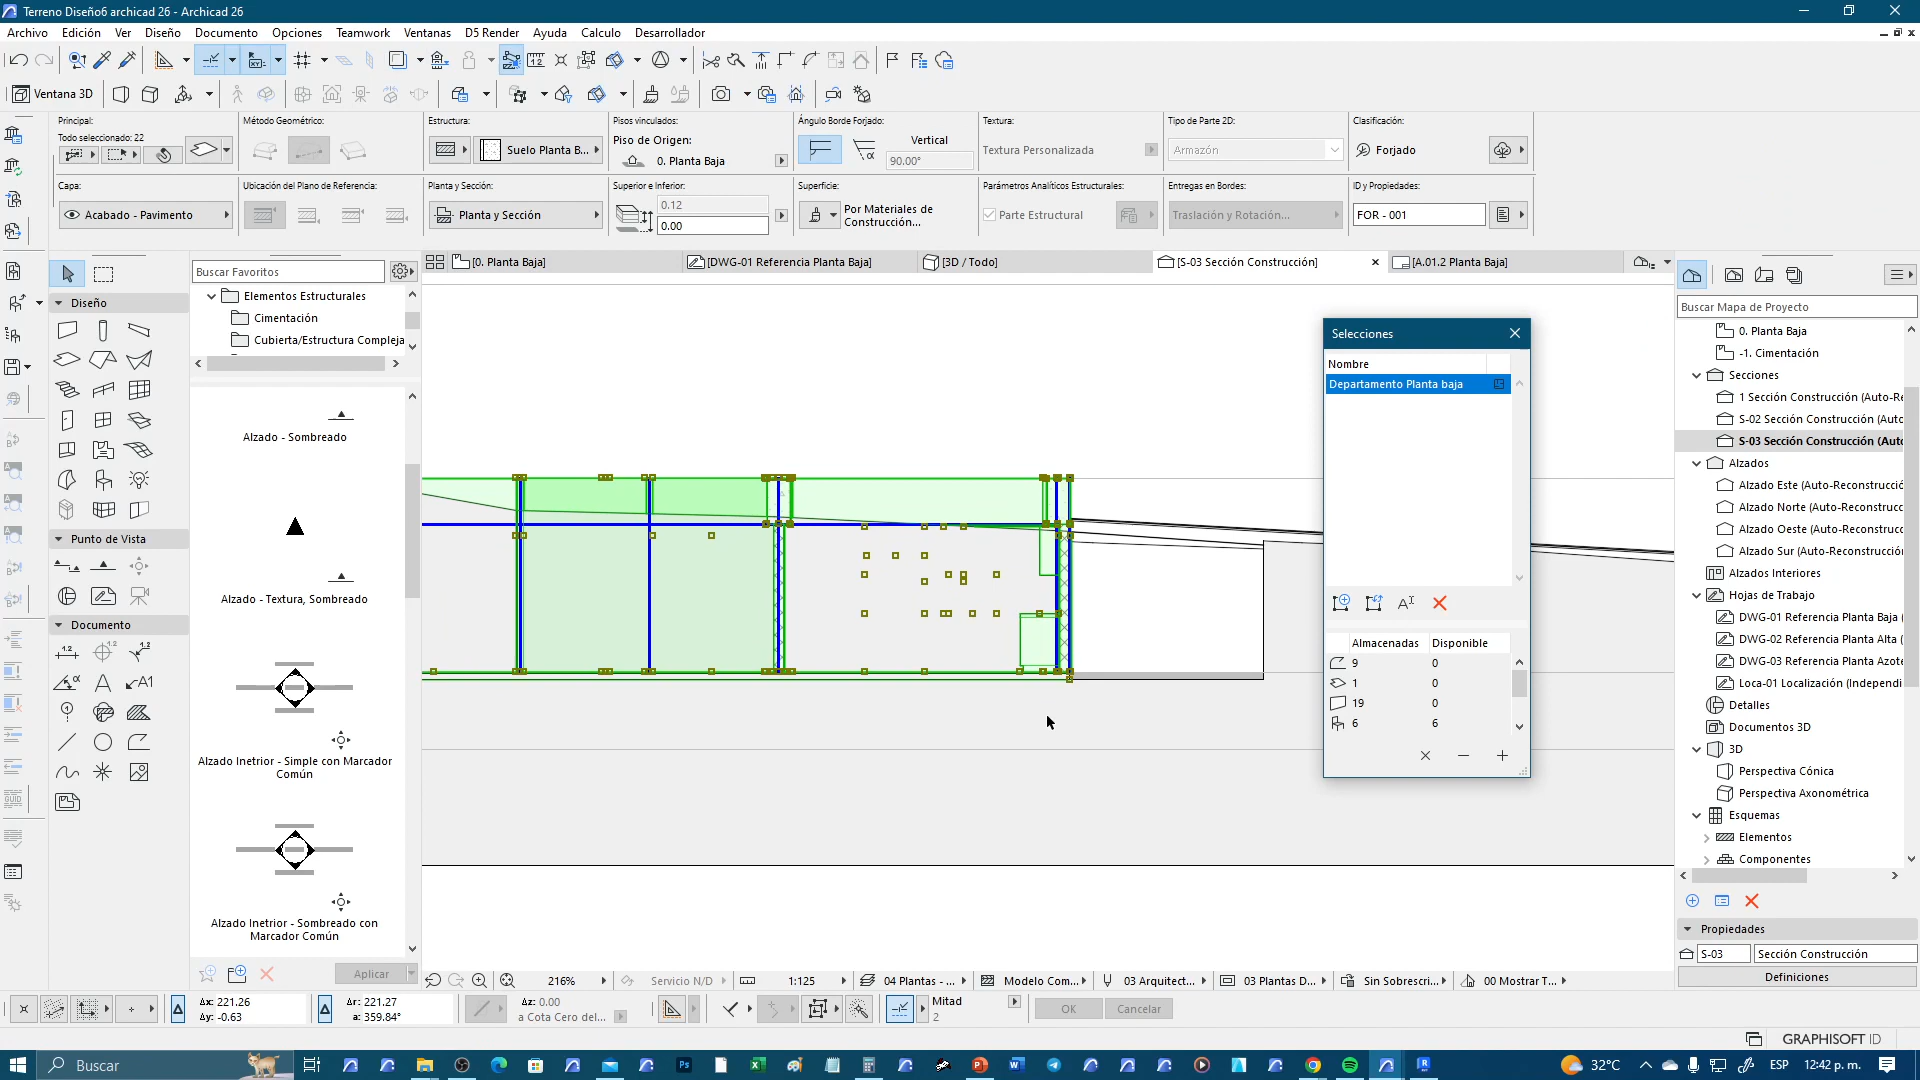 Terreno Diseño6 archicad 26 - Archicad 26
Archivo Edición Ver Diseño Documento Opciones Teamwork Ventanas D5 Render Ayuda Calculo Desarrollador
Ventana 3D
Principal:
Todo seleccionado: 22
Método Geométrico:
Estructura:
Suelo Planta B...
Pisos vinculados:
Piso de Origen:
0. Planta Baja
Ángulo Borde Forjado:
Vertical
90.00°
Textura:
Textura Personalizada
Tipo de Parte 2D:
Armazón
Clasificación:
Forjado
Capa:
Acabado - Pavimento
Ubicación del Plano de Referencia:
Planta y Sección:
Planta y Sección
Superior e Inferior:
0.12
0.00
Superficie:
Por Materiales de
Construcción...
Parámetros Analíticos Estructurales:
Parte Estructural
Entregas en Bordes:
Traslación y Rotación...
ID y Propiedades:
FOR - 001
[0. Planta Baja]
[DWG-01 Referencia Planta Baja]
[3D / Todo]
[S-03 Sección Construcción]
[A.01.2 Planta Baja]
Diseño
Punto de Vista
Documento
Buscar Favoritos
Elementos Estructurales
Cimentación
Cubierta/Estructura Compleja
Alzado - Sombreado
Alzado - Textura, Sombreado
Alzado Inetrior - Simple con Marcador
Común
Alzado Inetrior - Sombreado con
Marcador Común
Aplicar
Selecciones
Nombre
Departamento Planta baja
Almacenadas Disponible
9 0
1 0
19 0
6 6
Buscar Mapa de Proyecto
0. Planta Baja
-1. Cimentación
Secciones
1 Sección Construcción (Auto-Re
S-02 Sección Construcción (Autc
S-03 Sección Construcción (Autc
Alzados
Alzado Este (Auto-Reconstrucció
Alzado Norte (Auto-Reconstrucc
Alzado Oeste (Auto-Reconstrucc
Alzado Sur (Auto-Reconstrucciór
Alzados Interiores
Hojas de Trabajo
DWG-01 Referencia Planta Baja (
DWG-02 Referencia Planta Alta (
DWG-03 Referencia Planta Azote
Loca-01 Localización (Independi
Detalles
Documentos 3D
3D
Perspectiva Cónica
Perspectiva Axonométrica
Esquemas
Elementos
Componentes
Propiedades
S-03 Sección Construcción
Definiciones
216% Servicio N/D 1:125 04 Plantas - ... Modelo Com... 03 Arquitect... 03 Plantas D... Sin Sobrescri... 00 Mostrar T...
Δx: 221.26
Δy: -0.63
Δr: 221.27
a: 359.84°
Δz: 0.00
a Cota Cero del...
Mitad
2
OK
Cancelar
GRAPHISOFT ID
Buscar
32°C
ESP
12:42 p. m.